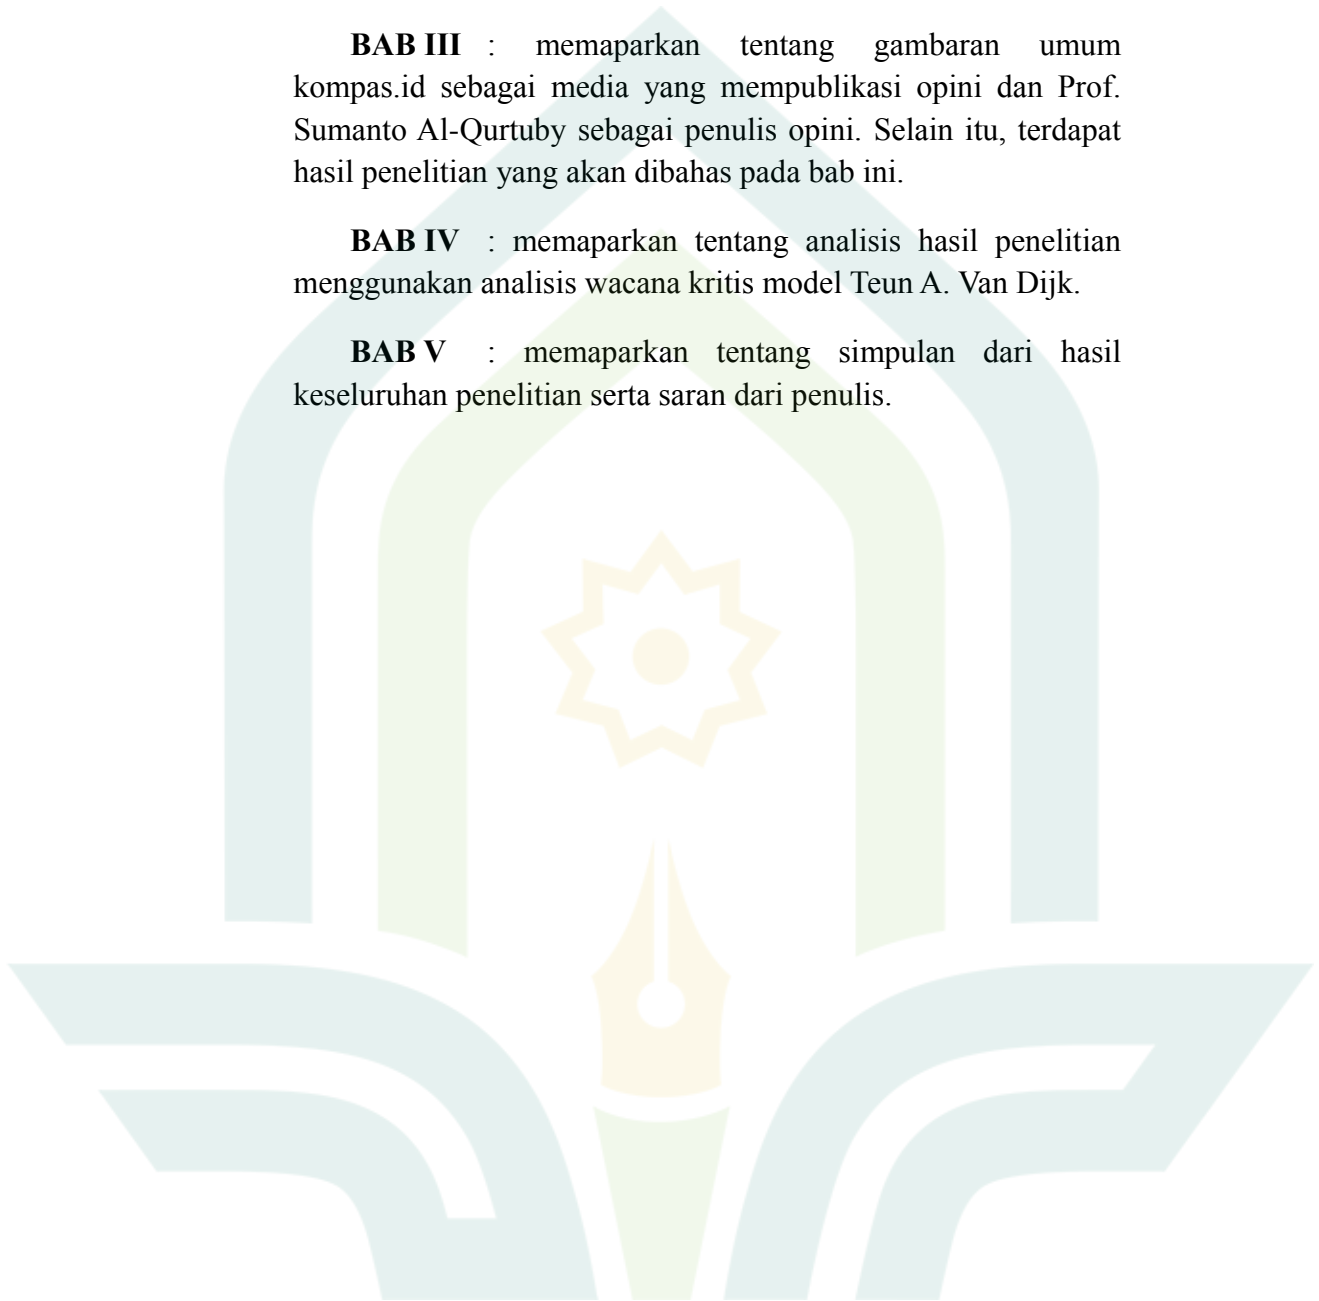 BAB III : memaparkan tentang gambaran umum
kompas.id sebagai media yang mempublikasi opini dan Prof.
Sumanto Al-Qurtuby sebagai penulis opini. Selain itu, terdapat
hasil penelitian yang akan dibahas pada bab ini.
BAB IV : memaparkan tentang analisis hasil penelitian
menggunakan analisis wacana kritis model Teun A. Van Dijk.
BAB V : memaparkan tentang simpulan dari hasil
keseluruhan penelitian serta saran dari penulis.